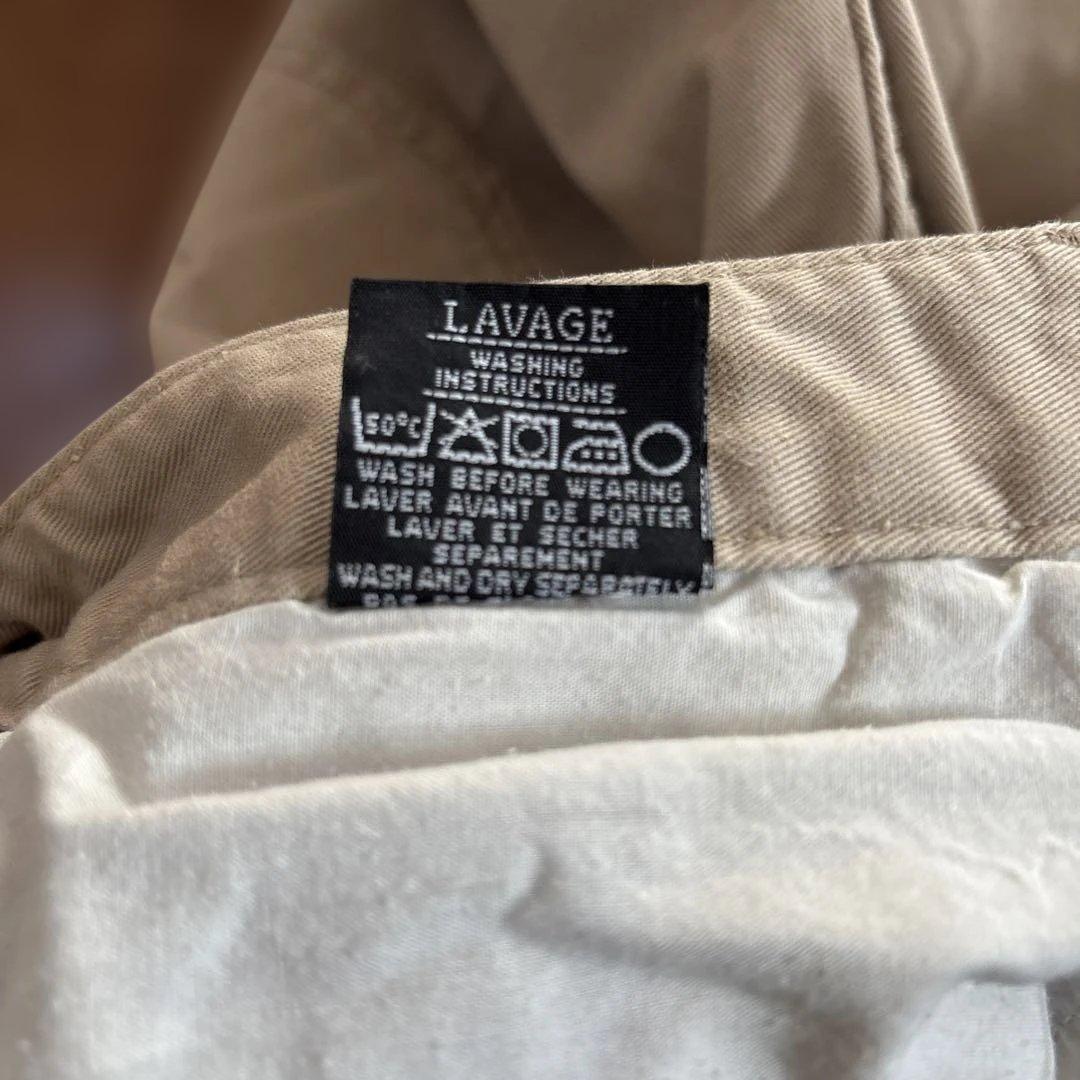 LAVAGE
WASHING
INSTRUCTIONS
50°C
WASH BEFORE WEARING
LAVER AVANT DE PORTER
LAVER ET SECHER
SEPAREMENT
WASH AND DRY SEPARATELY